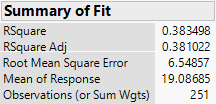 Summary of Fit
RSquare 0.383498
RSquare Adj 0.381022
Root Mean Square Error 6.54857
Mean of Response 19.08685
Observations (or Sum Wgts) 251